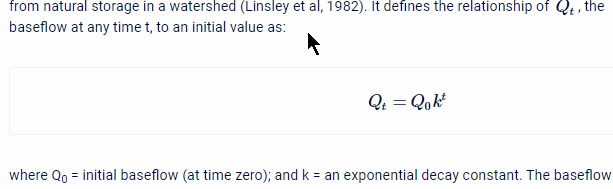 from natural storage in a watershed (Linsley et al, 1982). It defines the relationship of Qₜ , the
baseflow at any time t, to an initial value as:
Qₜ = Q₀kᵗ
where Q₀ = initial baseflow (at time zero); and k = an exponential decay constant. The baseflow